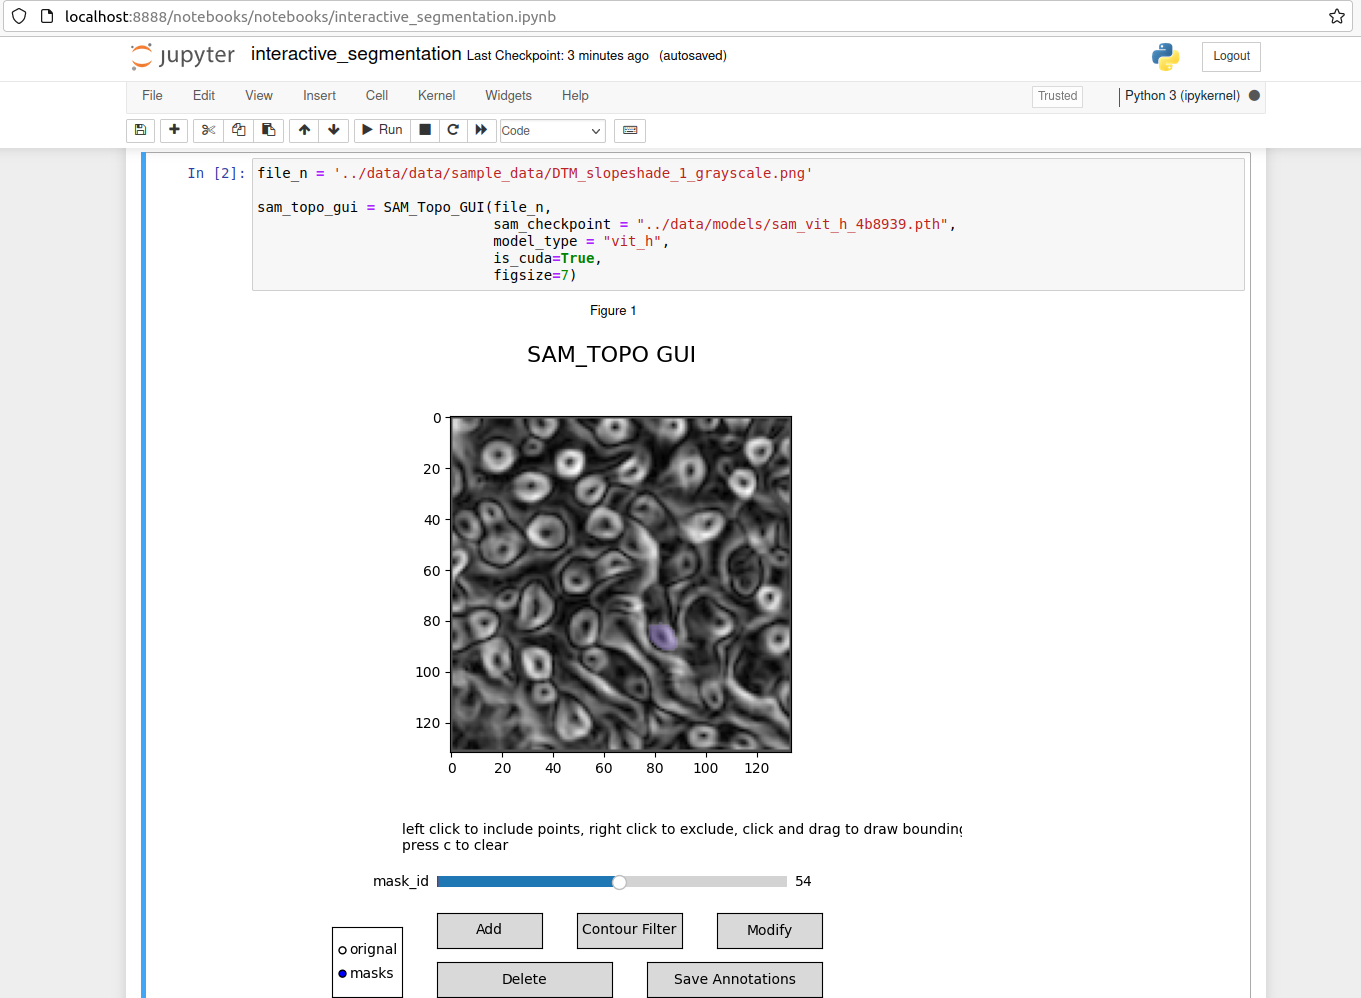 localhost:8888/notebooks/notebooks/interactive_segmentation.ipynb
jupyter interactive_segmentation Last Checkpoint: 3 minutes ago (autosaved) Logout
File Edit View Insert Cell Kernel Widgets Help Trusted Python 3 (ipykernel)
Run Code
In [2]: file_n = '../data/data/sample_data/DTM_slopeshade_1_grayscale.png'
sam_topo_gui = SAM_Topo_GUI(file_n,
sam_checkpoint = "../data/models/sam_vit_h_4b8939.pth",
model_type = "vit_h",
is_cuda=True,
figsize=7)
Figure 1
SAM_TOPO GUI
0
20
40
60
80
100
120
0 20 40 60 80 100 120
left click to include points, right click to exclude, click and drag to draw bounding
press c to clear
mask_id 54
Add Contour Filter Modify
orignal
masks
Delete Save Annotations